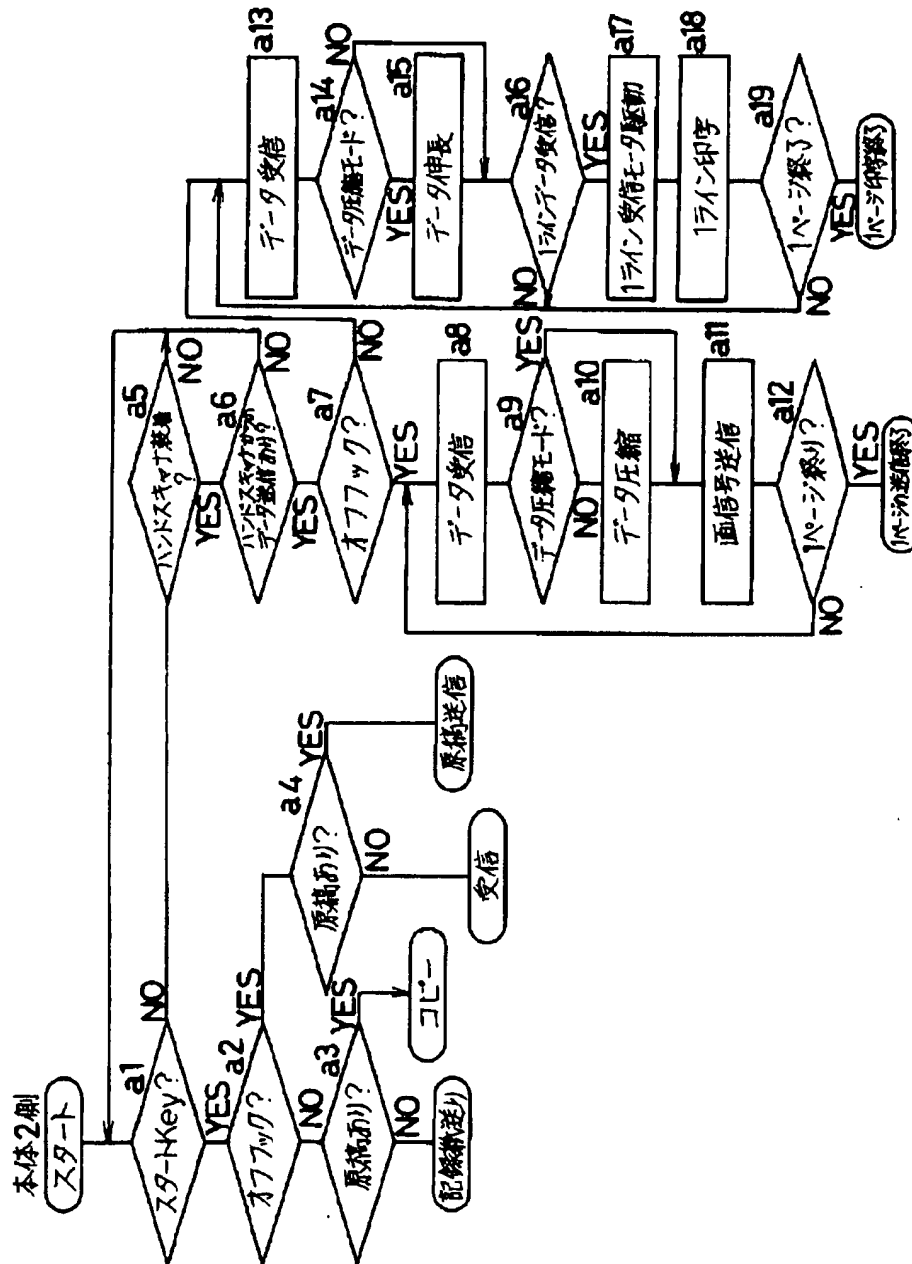 本体2側
スタート
a1
スタートKey?
NO
YES
a2
オフフック?
YES
NO
a3
原稿あり?
YES
コピー
NO
記録紙送り
a4
原稿あり?
YES
原稿送信
NO
受信
a5
ハンドスキャナ装着
?
NO
YES
a6
ハンドスキャナからの
データ送信あり?
NO
YES
a7
オフフック?
NO
YES
a8
データ受信
a9
データ圧縮モード?
YES
NO
a10
データ圧縮
a11
画信号送信
a12
1ページ終り?
NO
YES
1ページの送信終了
a13
データ受信
a14
データ圧縮モード?
NO
YES
a15
データ伸長
a16
1ラインデータ受信?
NO
YES
a17
1ライン受信モータ駆動
a18
1ライン印字
a19
1ページ終了?
NO
YES
1ページ印字終了